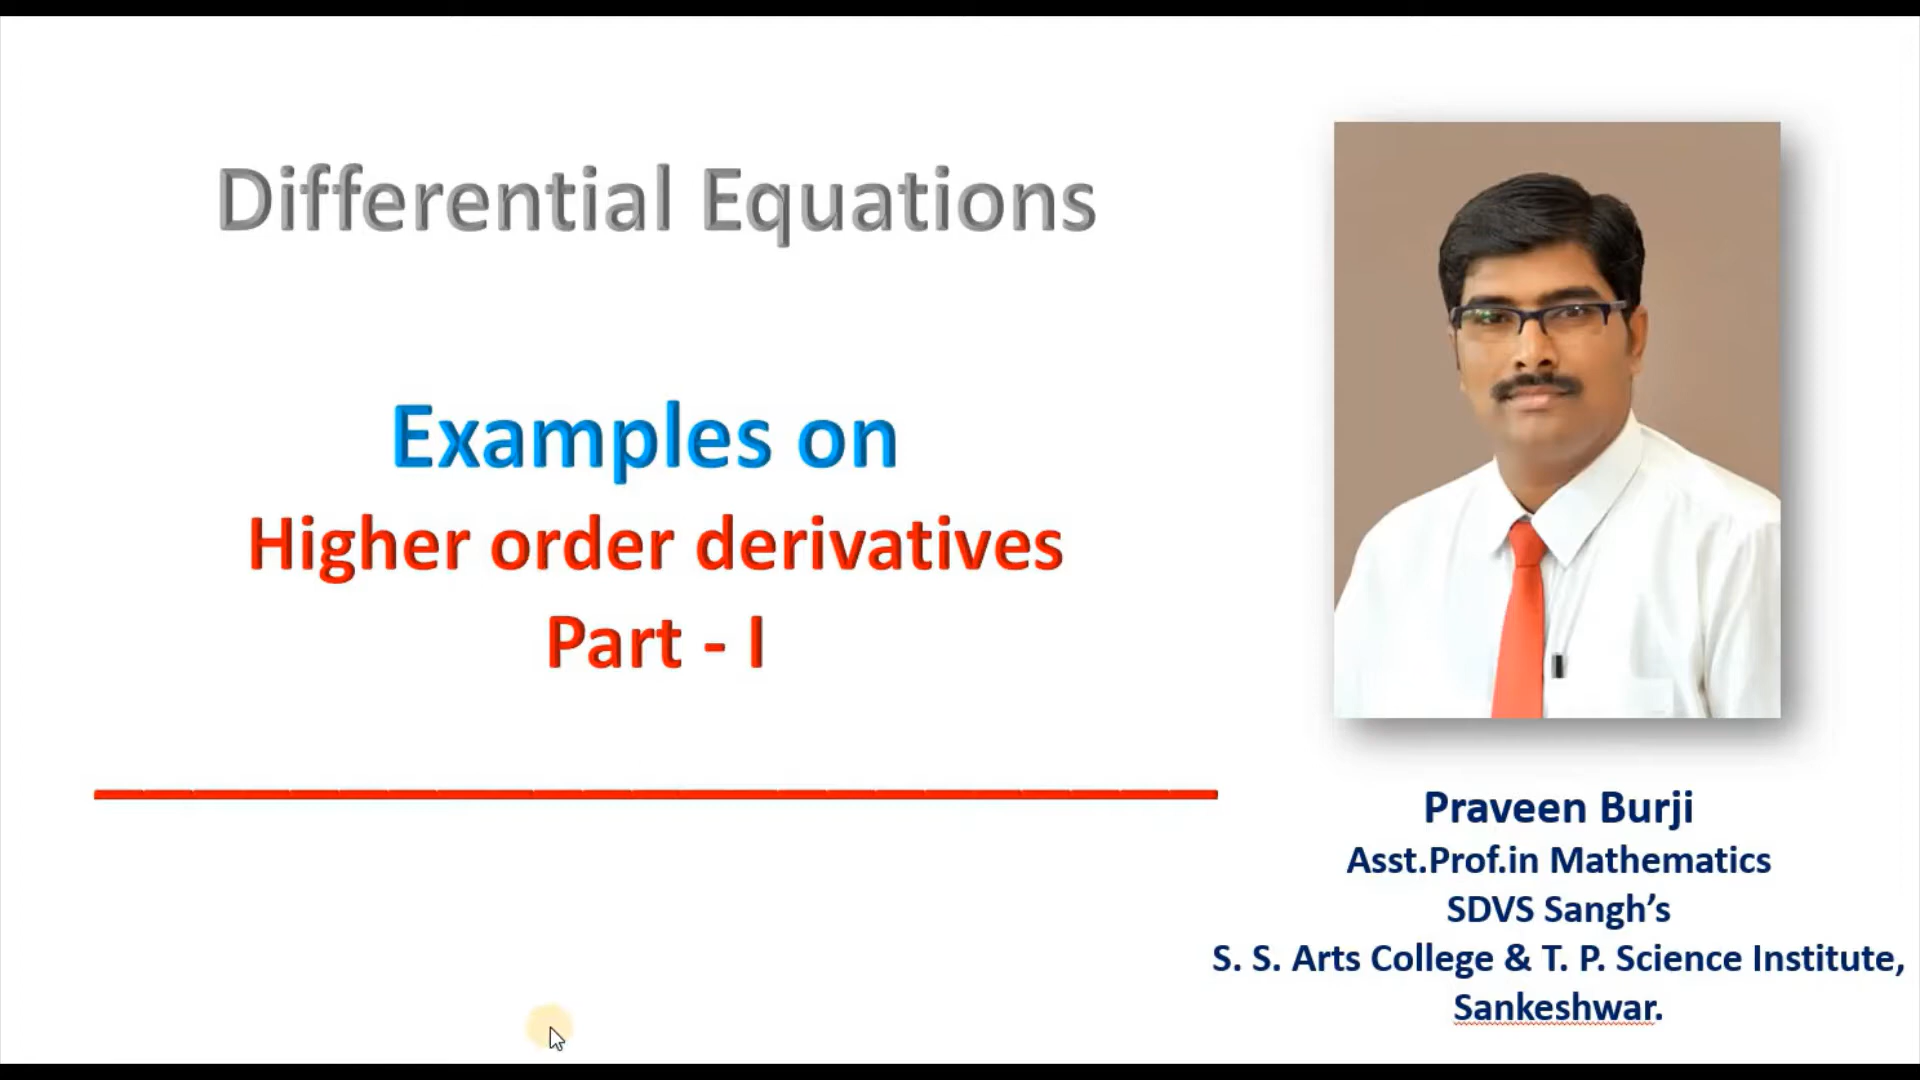 Differential Equations
Examples on
Higher order derivatives
Part - I
Praveen Burji
Asst.Prof.in Mathematics
SDVS Sangh’s
S. S. Arts College & T. P. Science Institute,
Sankeshwar.